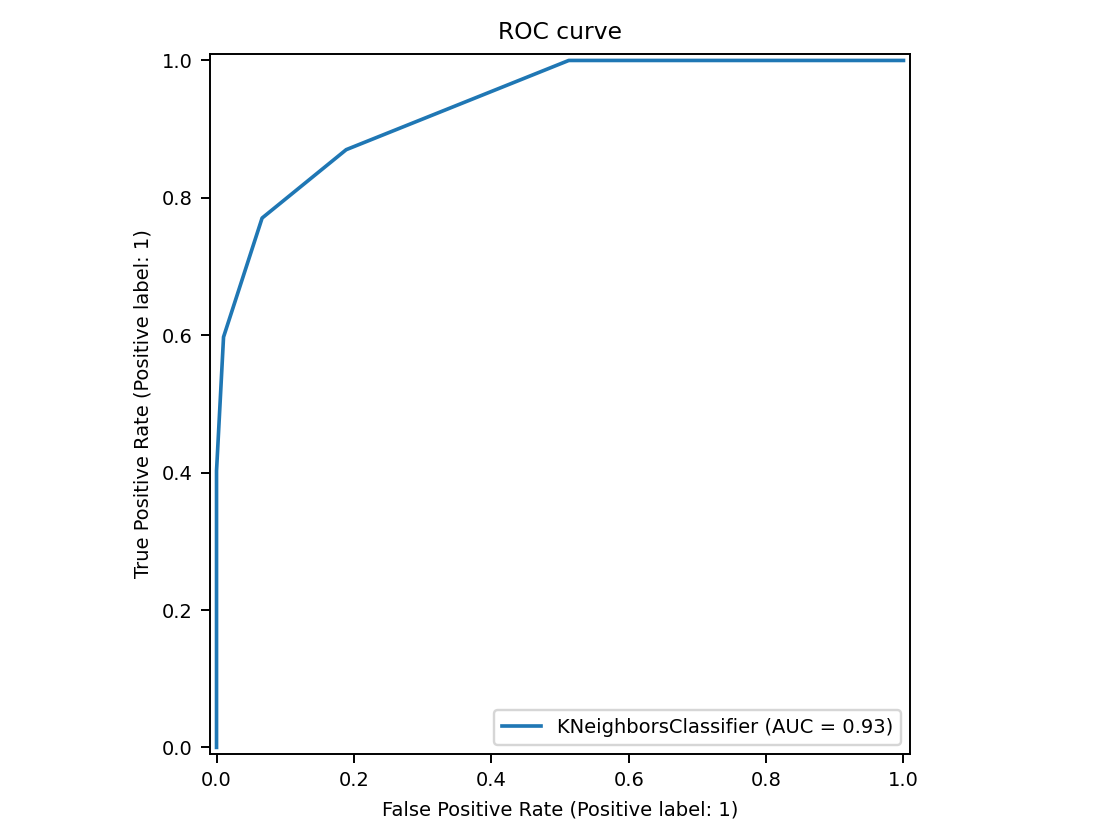 ROC curve
1.0
0.8
0.6
0.4
0.2
0.0
True Positive Rate (Positive label: 1)
KNeighborsClassifier (AUC = 0.93)
0.0 0.2 0.4 0.6 0.8 1.0
False Positive Rate (Positive label: 1)